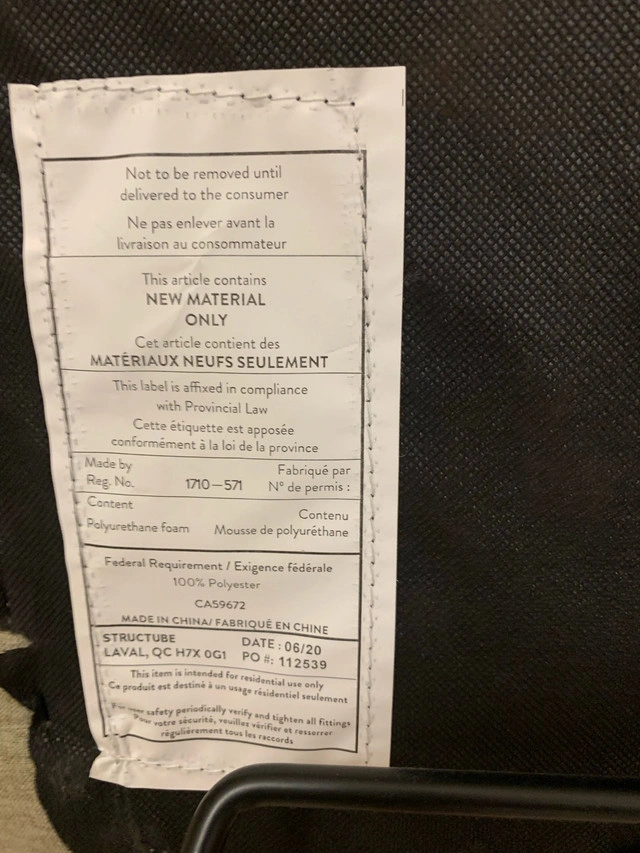 Not to be removed until
delivered to the consumer
Ne pas enlever avant la
livraison au consommateur
This article contains
NEW MATERIAL
ONLY
Cet article contient des
MATÉRIAUX NEUFS SEULEMENT
This label is affixed in compliance
with Provincial Law
Cette étiquette est apposée
conformément à la loi de la province
Made by Fabriqué par
Reg. No. 1710-571 N° de permis :
Content Contenu
Polyurethane foam Mousse de polyuréthane
Federal Requirement / Exigence fédérale
100% Polyester
CA59672
MADE IN CHINA/ FABRIQUÉ EN CHINE
STRUCTUBE DATE : 06/20
LAVAL, QC H7X 0G1 PO #: 112539
This item is intended for residential use only
Ce produit est destiné à un usage résidentiel seulement
For your safety periodically verify and tighten all fittings
Pour votre sécurité, veuillez vérifier et resserrer
régulièrement tous les raccords